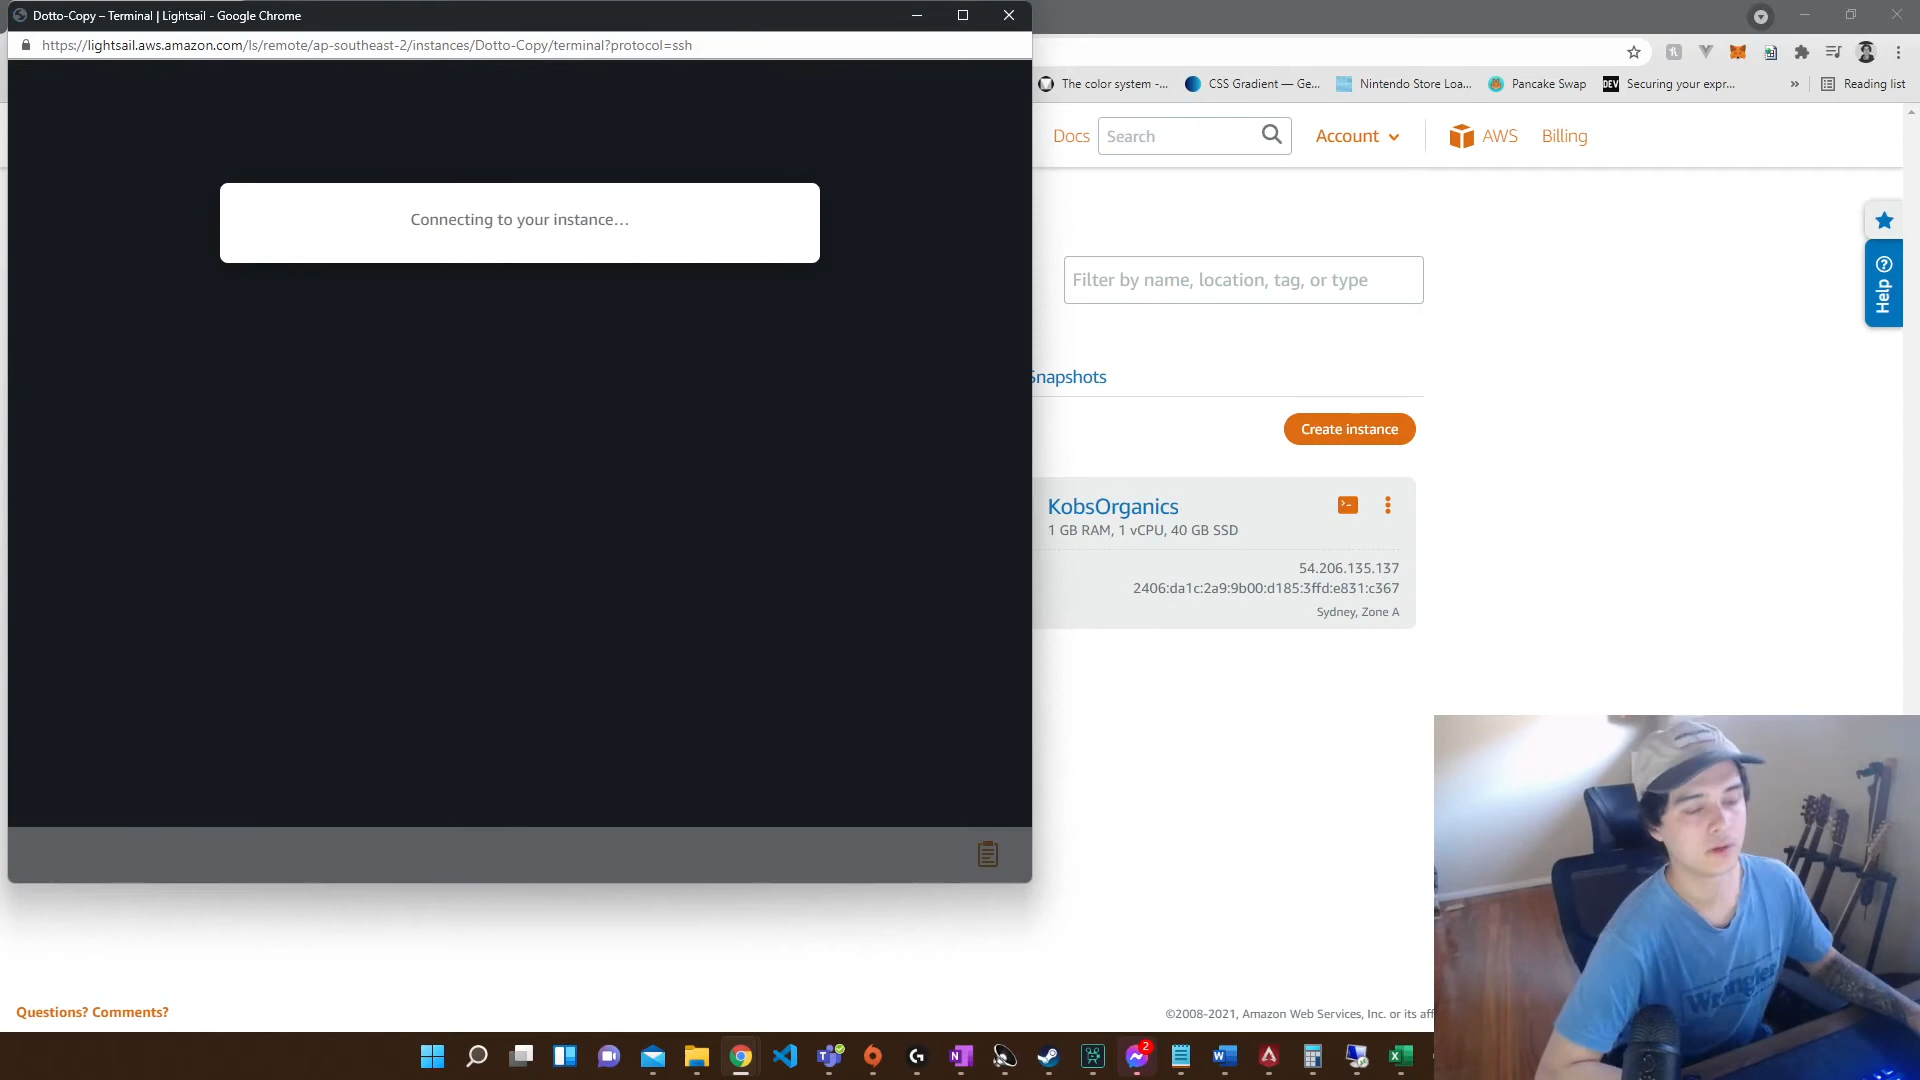 Dotto-Copy – Terminal | Lightsail - Google Chrome
https://lightsail.aws.amazon.com/ls/remote/ap-southeast-2/instances/Dotto-Copy/terminal?protocol=ssh
The color system -...
CSS Gradient — Ge...
Nintendo Store Loa...
Pancake Swap
DEV
Securing your expr...
»
Reading list
Docs
Search
Account
AWS
Billing
Connecting to your instance...
Help
Filter by name, location, tag, or type
Snapshots
Create instance
KobsOrganics
1 GB RAM, 1 vCPU, 40 GB SSD
54.206.135.137
2406:da1c:2a9:9b00:d185:3ffd:e831:c367
Sydney, Zone A
Wrangler
Questions? Comments?
©2008-2021, Amazon Web Services, Inc. or its aff
2